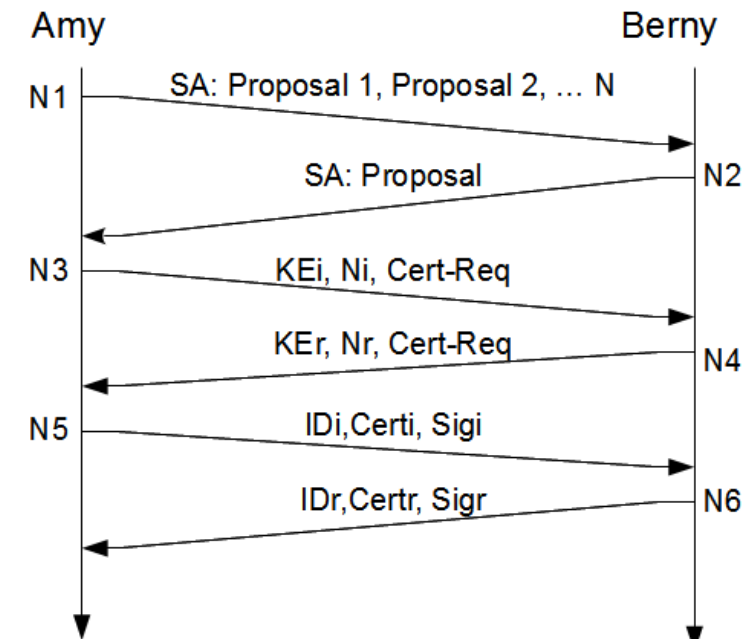 Amy
Berny
N1
SA: Proposal 1, Proposal 2, … N
SA: Proposal
N2
N3
KEi, Ni, Cert-Req
KEr, Nr, Cert-Req
N4
N5
IDi,Certi, Sigi
IDr,Certr, Sigr
N6